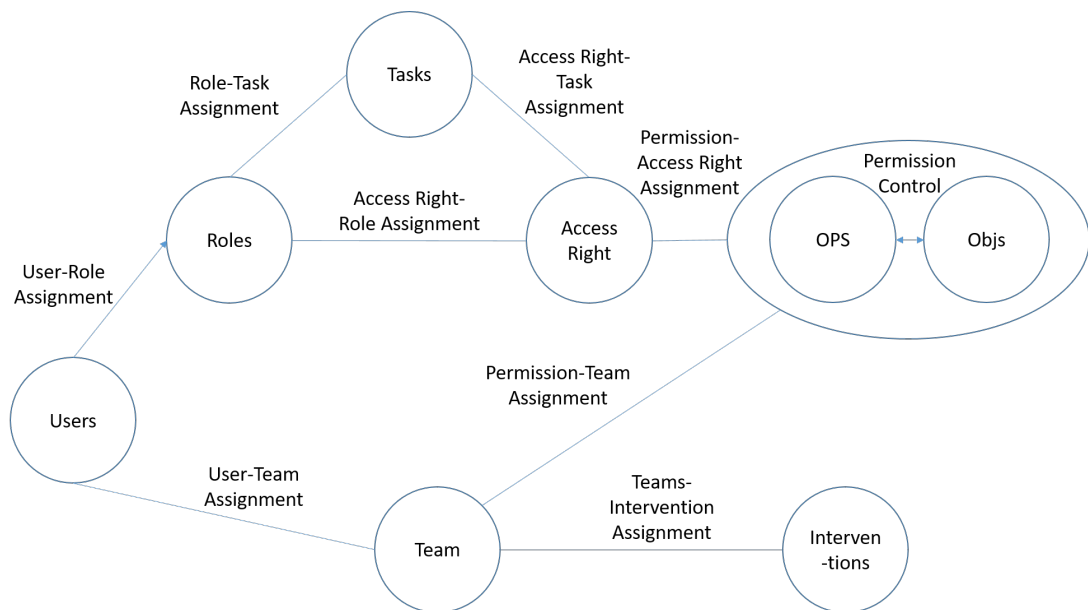 Tasks
Role-Task
Assignment
Access Right-
Task
Assignment
Permission-
Access Right
Assignment
Permission
Control
Access Right-
Role Assignment
Roles
Access
Right
OPS
Objs
User-Role
Assignment
Users
Permission-Team
Assignment
User-Team
Assignment
Teams-
Intervention
Assignment
Team
Interven
-tions